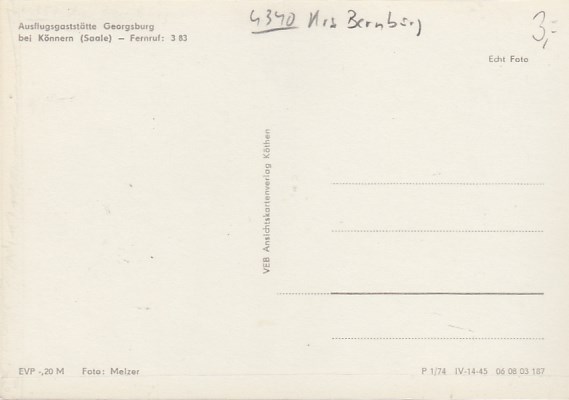 4340 Krs Bernburg
3,-
Ausflugsgaststätte Georgsburg
bei Könnern (Saale) – Fernruf: 3 83
Echt Foto
VEB Ansichtskartenverlag Köthen
EVP -,20 M Foto: Melzer
P 1/74 IV-14-45 06 08 03 187